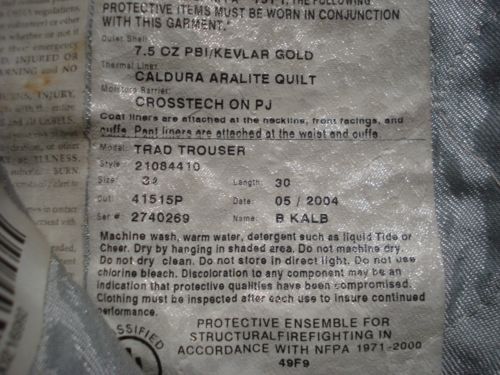 PROTECTIVE ITEMS MUST BE WORN IN CONJUNCTION
WITH THIS GARMENT.
Outer Shell:
7.5 OZ PBI/KEVLAR GOLD
Thermal Liner:
CALDURA ARALITE QUILT
Moisture Barrier:
CROSSTECH ON PJ
Coat liners are attached at the neckline, front facings, and
cuffs. Pant liners are attached at the waist and cuffs
Model: TRAD TROUSER
Style: 21084410
Size: 32 Length: 30
Cut: 41515P Date: 05 / 2004
Ser #: 2740269 Name: B KALB
Machine wash, warm water, detergent such as liquid Tide or
Cheer. Dry by hanging in shaded area. Do not machine dry.
Do not dry clean. Do not store in direct light. Do not use
chlorine bleach. Discoloration to any component may be an
indication that protective qualities have been compromised.
Clothing must be inspected after each use to insure continued
performance.
PROTECTIVE ENSEMBLE FOR
STRUCTURALFIREFIGHTING IN
ACCORDANCE WITH NFPA 1971-2000
49F9